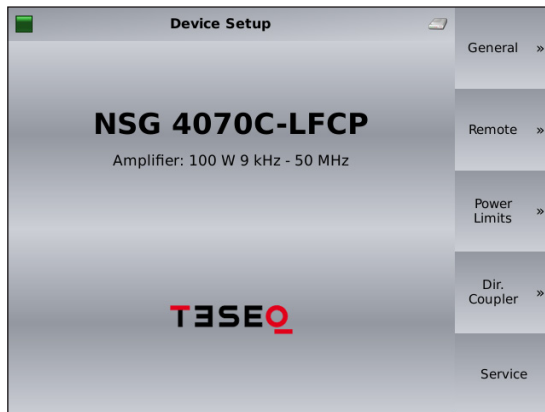 Device Setup
NSG 4070C-LFCP
Amplifier: 100 W 9 kHz - 50 MHz
TESEQ
General »
Remote »
Power
Limits »
Dir.
Coupler »
Service